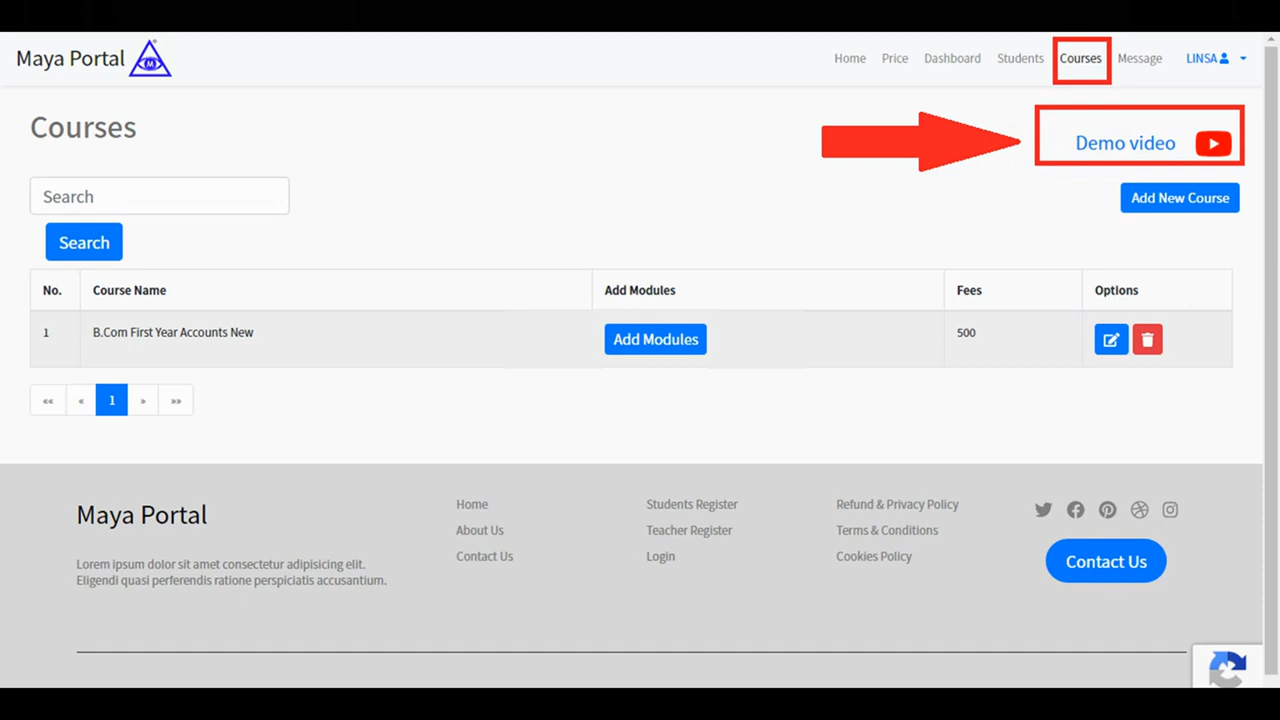 Maya Portal
Home Price Dashboard Students Courses Message LINSA
Courses
Demo video
Search
Add New Course
Search
No. Course Name Add Modules Fees Options
1 B.Com First Year Accounts New Add Modules 500
«« « 1 » »»
Maya Portal
Lorem ipsum dolor sit amet consectetur adipisicing elit.
Eligendi quasi perferendis ratione perspiciatis accusantium.
Home
About Us
Contact Us
Students Register
Teacher Register
Login
Refund & Privacy Policy
Terms & Conditions
Cookies Policy
Contact Us